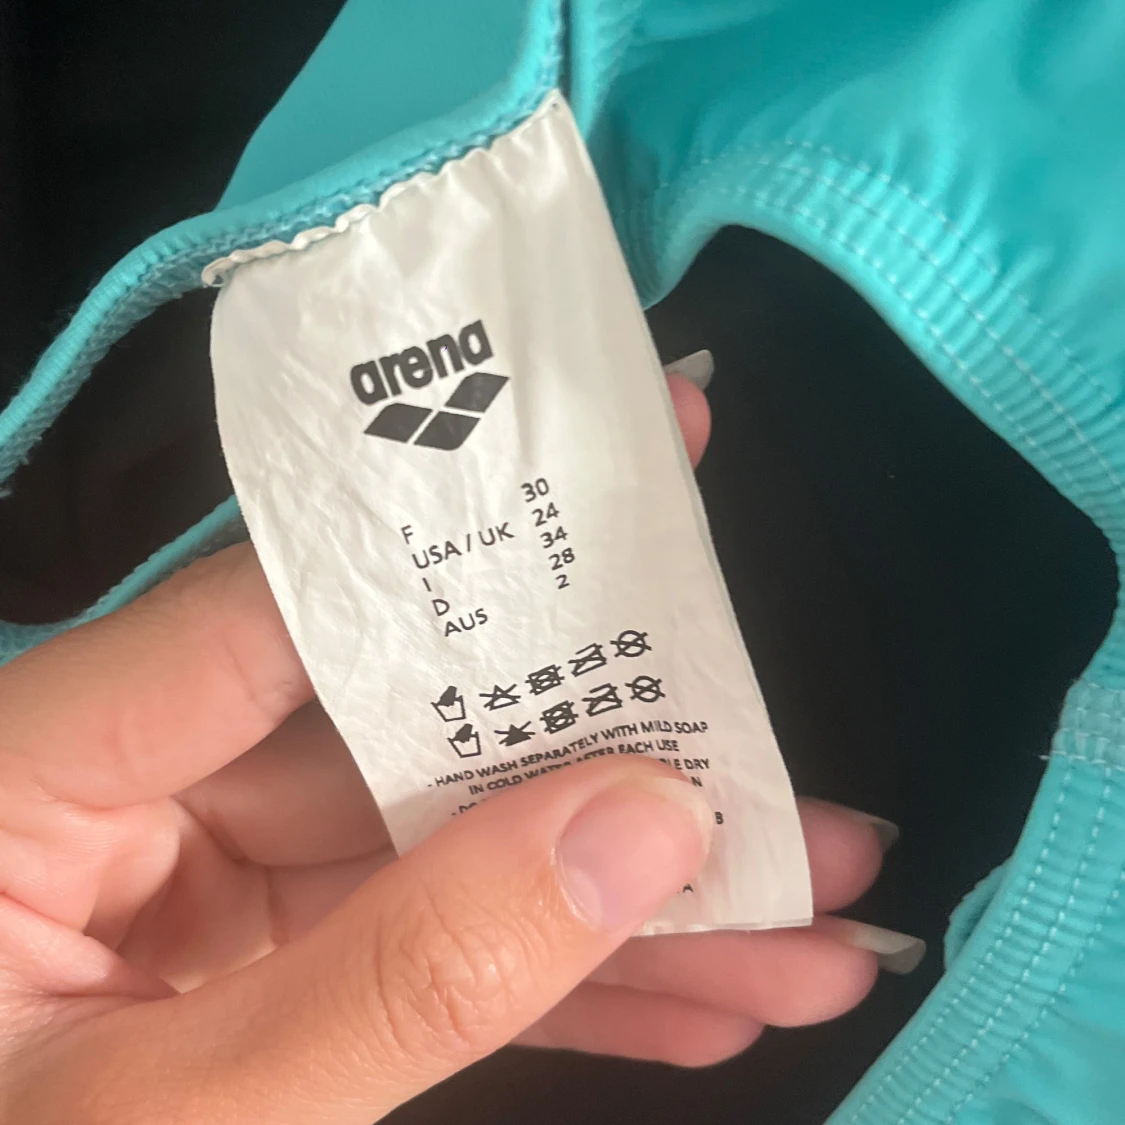 arena
F 30
USA / UK 24
I 34
D 28
AUS 2
- HAND WASH SEPARATELY WITH MILD SOAP
IN COLD WATER AFTER EACH USE
DRY